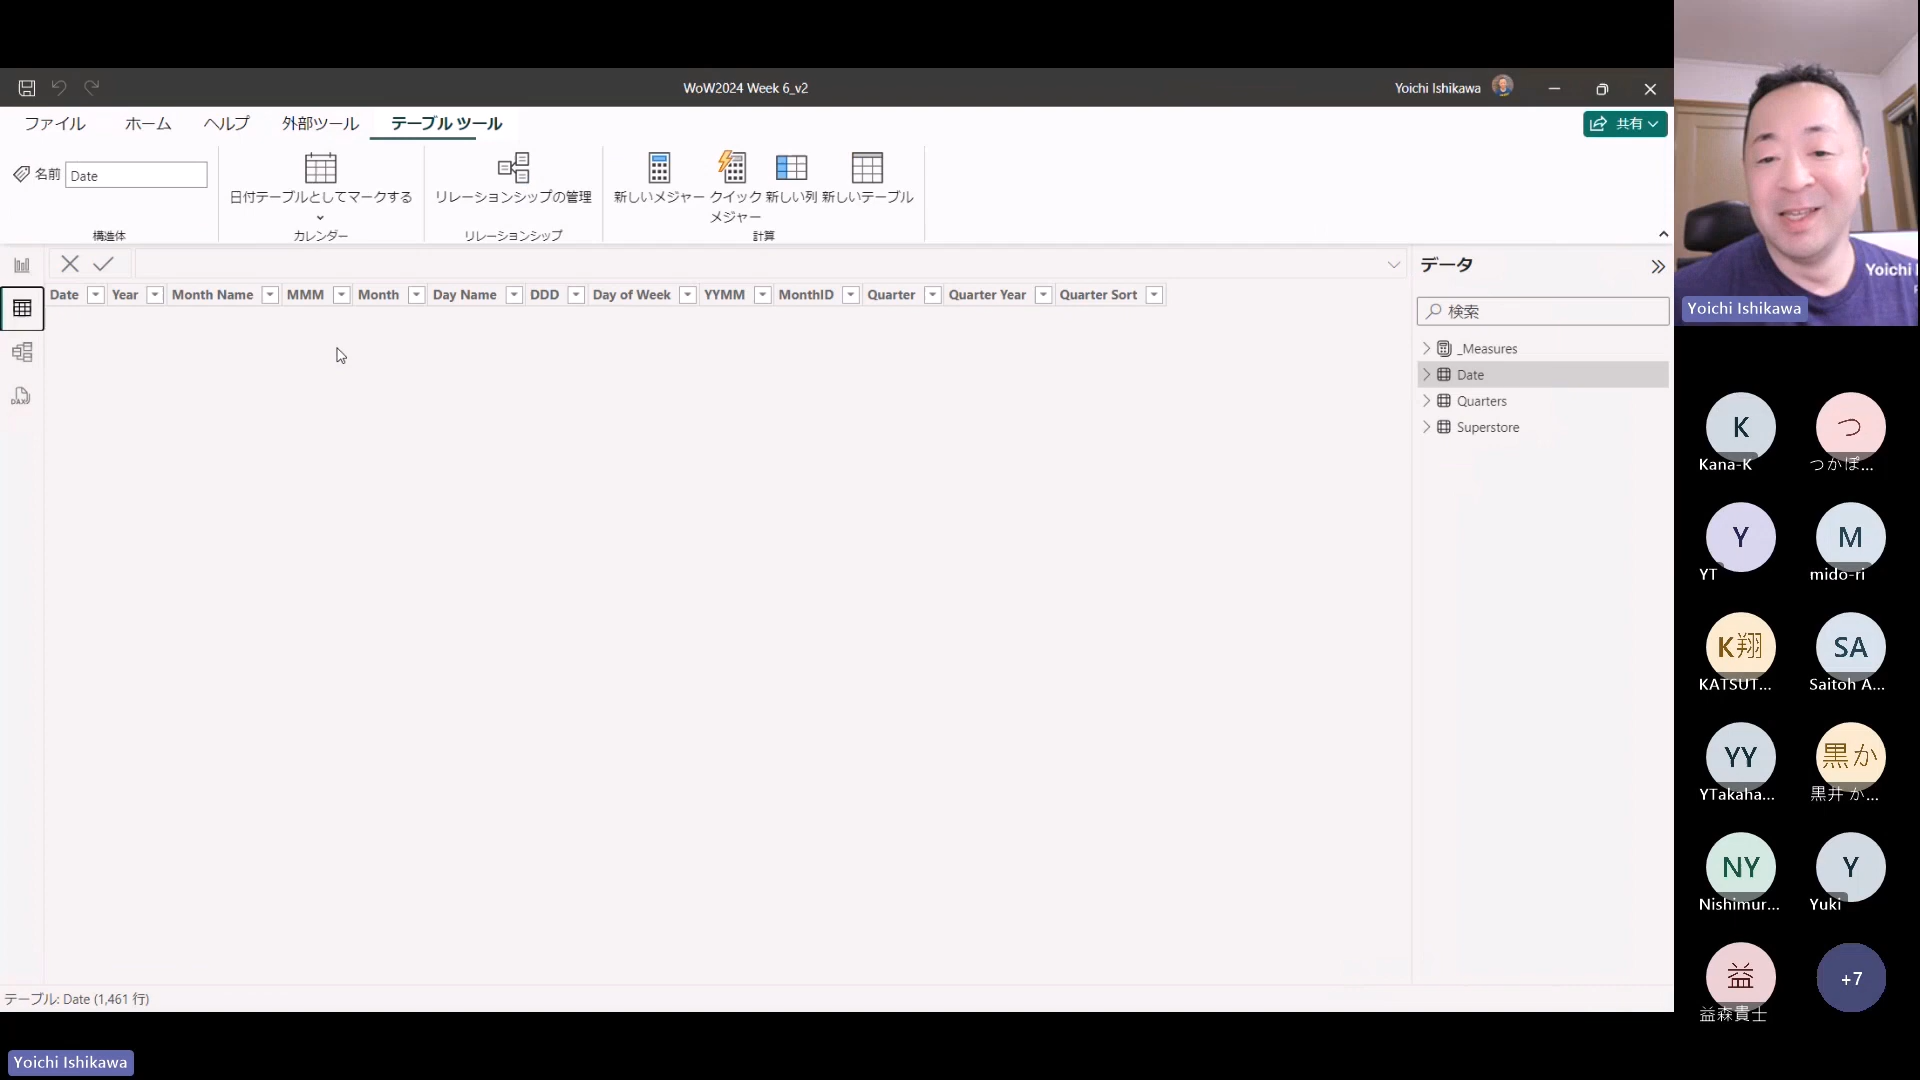 WoW2024 Week 6_v2
Yoichi Ishikawa
ファイル
ホーム
ヘルプ
外部ツール
テーブル ツール
共有
名前
Date
日付テーブルとしてマークする
リレーションシップの管理
新しいメジャー
クイック
メジャー
新しい列
新しいテーブル
構造体
カレンダー
リレーションシップ
計算
Date
Year
Month Name
MMM
Month
Day Name
DDD
Day of Week
YYMM
MonthID
Quarter
Quarter Year
Quarter Sort
データ
検索
_Measures
Date
Quarters
Superstore
DAX
テーブル: Date (1,461 行)
Yoichi Ishikawa
Yoichi
Yoichi Ishikawa
K
Kana-K
つ
つかぽ...
Y
YT
M
mido-ri
K翔
KATSUT...
SA
Saitoh A...
YY
YTakaha...
黒か
黒井 か...
NY
Nishimur...
Y
Yuki
益
益森貴士
+7